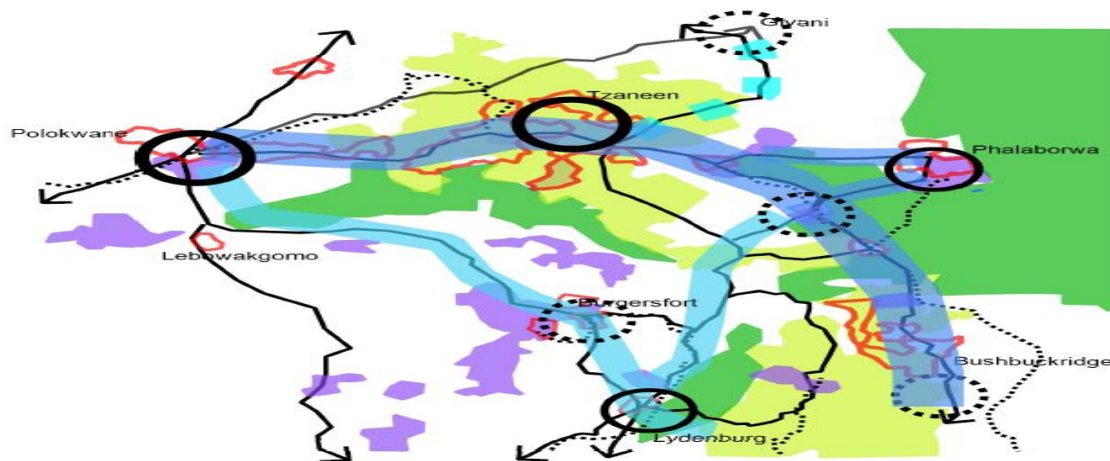 Giyani
Tzaneen
Polokwane
Phalaborwa
Lebowakgomo
Burgersfort
Bushbuckridge
Lydenburg